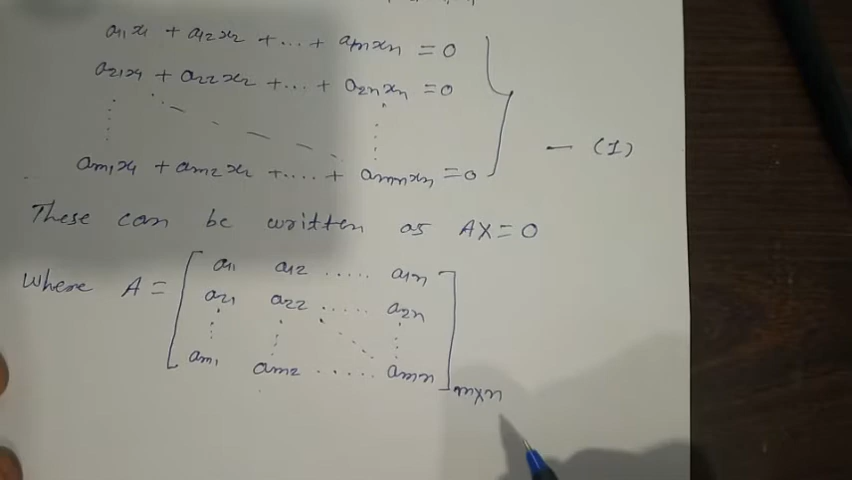 a₁₁x₁ + a₁₂x₂ + ... + a₁ₙxₙ = 0
a₂₁x₁ + a₂₂x₂ + ... + a₂ₙxₙ = 0
aₘ₁x₁ + aₘ₂x₂ + .... + aₘₙxₙ = 0
— (1)
These can be written as AX = 0
where A = [ a₁₁ a₁₂ ..... a₁ₙ
a₂₁ a₂₂ ..... a₂ₙ
aₘ₁ aₘ₂ ..... aₘₙ ] m×n